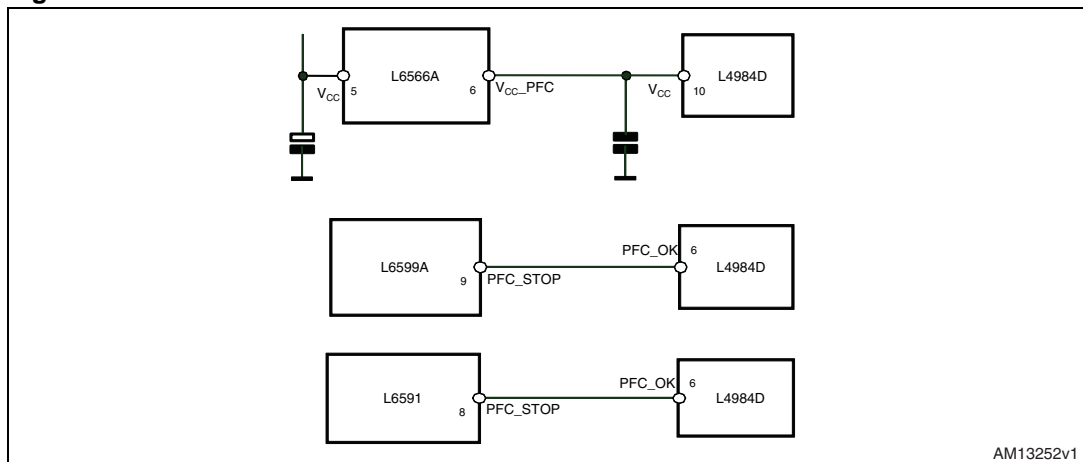 L6566A
L4984D
VCC 5
6 VCC_PFC
VCC 10
L6599A
PFC_OK 6
L4984D
9 PFC_STOP
L6591
PFC_OK 6
L4984D
8 PFC_STOP
AM13252v1